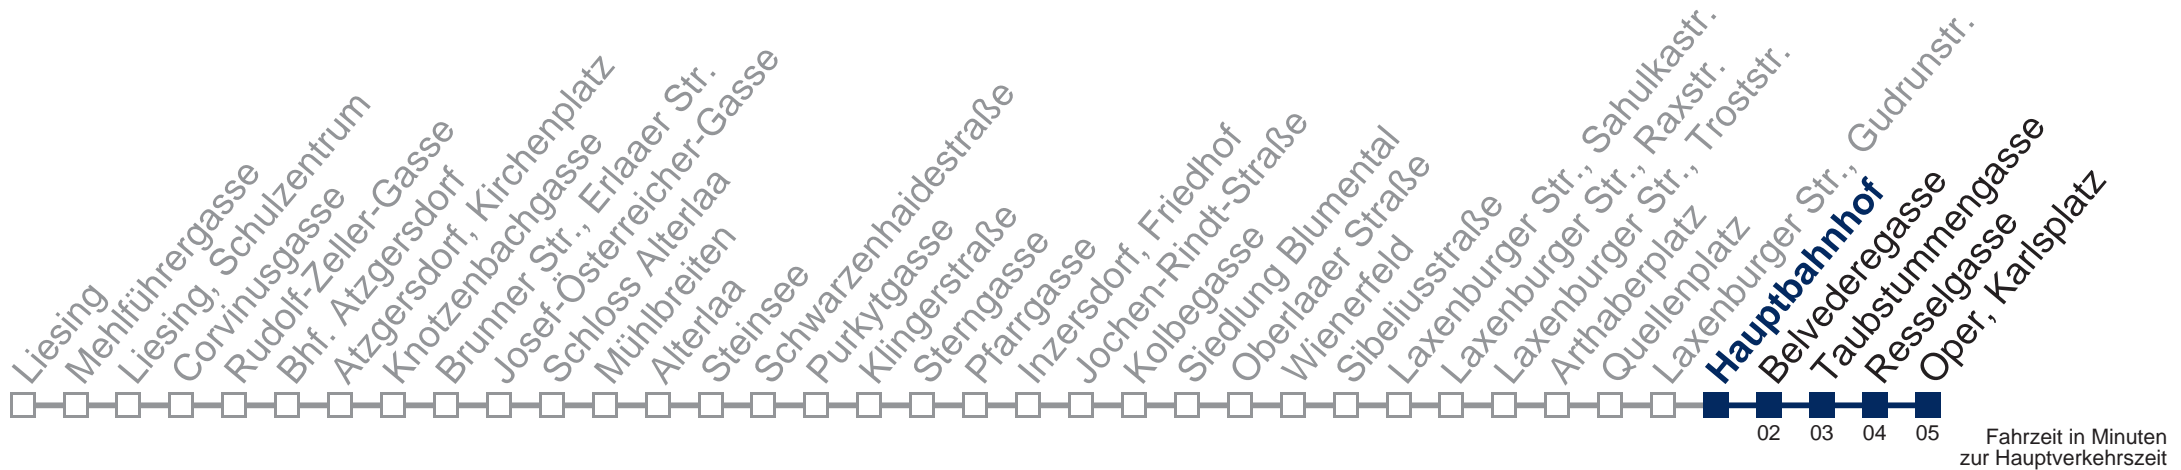 Liesing
Mehlführergasse
Liesing, Schulzentrum
Corvinusgasse
Rudolf-Zeller-Gasse
Bhf. Atzgersdorf
Atzgersdorf, Kirchenplatz
Knotzenbachgasse
Brunner Str., Erlaaer Str.
Josef-Österreicher-Gasse
Schloss Alterlaa
Mühlbreiten
Alterlaa
Steinsee
Schwarzenhaidestraße
Purkytgasse
Klingerstraße
Sterngasse
Pfarrgasse
Inzersdorf, Friedhof
Jochen-Rindt-Straße
Kolbegasse
Siedlung Blumental
Oberlaaer Straße
Wienerfeld
Sibeliusstraße
Laxenburger Str., Sahulkastr.
Laxenburger Str., Raxstr.
Laxenburger Str., Troststr.
Arthaberplatz
Quellenplatz
Laxenburger Str., Gudrunstr.
Hauptbahnhof
Belvederegasse
Taubstummengasse
Resselgasse
Oper, Karlsplatz
02 03 04 05
Fahrzeit in Minuten
zur Hauptverkehrszeit